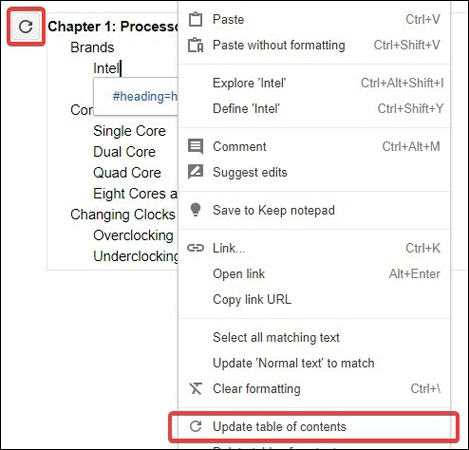 Chapter 1: Process
Brands
Intel
#heading=h
Co
Single Core
Dual Core
Quad Core
Eight Cores a
Changing Clocks
Overclocking
Underclocking
Paste Ctrl+V
Paste without formatting Ctrl+Shift+V
Explore 'Intel' Ctrl+Alt+Shift+I
Define 'Intel' Ctrl+Shift+Y
Comment Ctrl+Alt+M
Suggest edits
Save to Keep notepad
Link... Ctrl+K
Open link Alt+Enter
Copy link URL
Select all matching text
Update 'Normal text' to match
Clear formatting Ctrl+\
Update table of contents